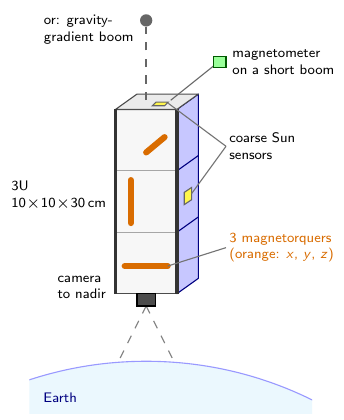 or: gravity-
gradient boom
magnetometer
on a short boom
coarse Sun
sensors
3U
10 × 10 × 30 cm
3 magnetorquers
(orange: x, y, z)
camera
to nadir
Earth